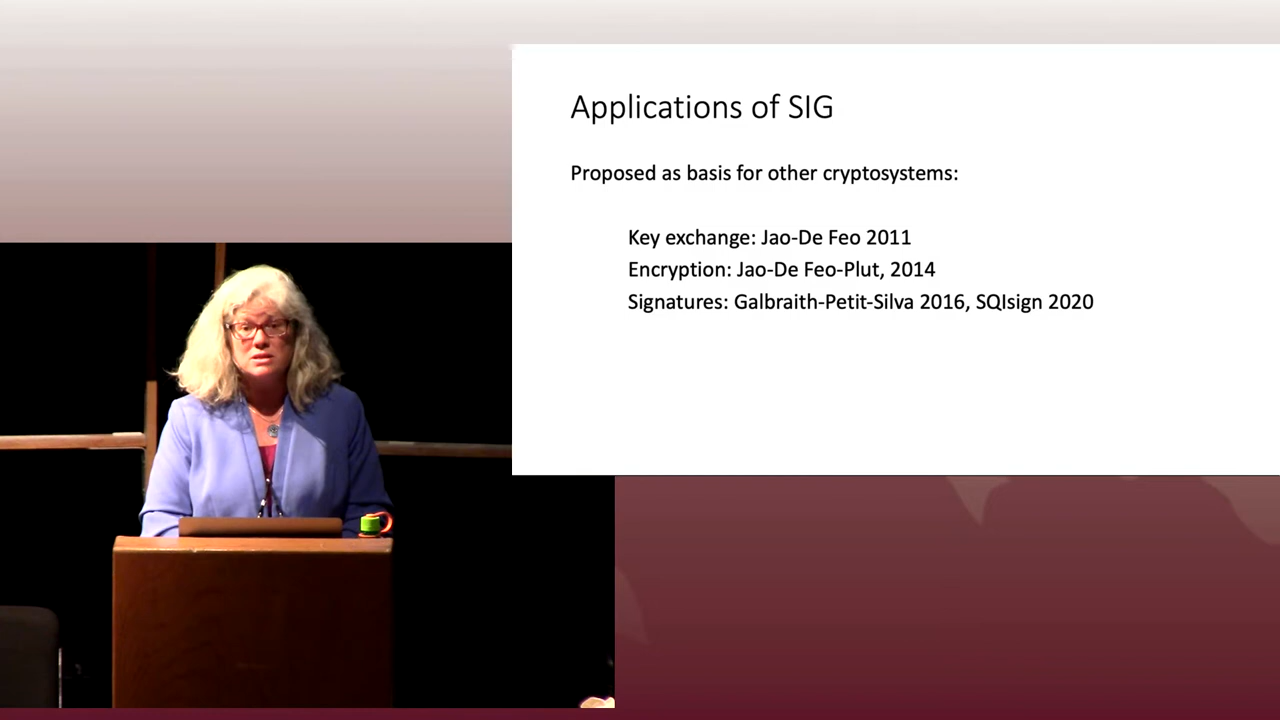 Applications of SIG
Proposed as basis for other cryptosystems:
Key exchange: Jao-De Feo 2011
Encryption: Jao-De Feo-Plut, 2014
Signatures: Galbraith-Petit-Silva 2016, SQIsign 2020